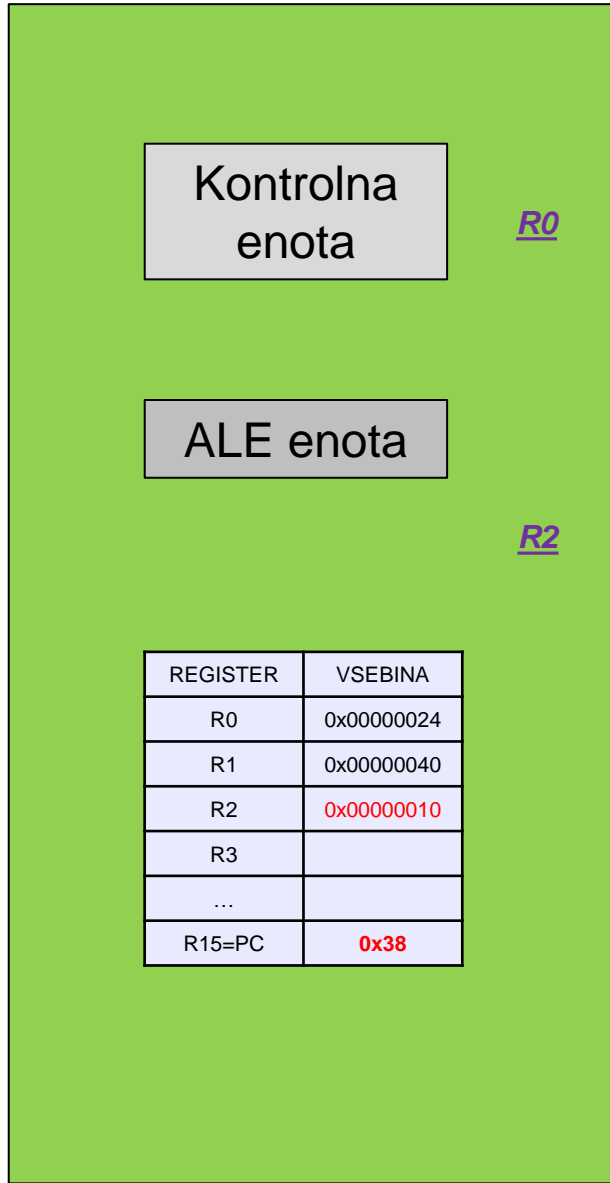 Kontrolna
enota
R0
ALE enota
R2
REGISTER VSEBINA
R0 0x00000024
R1 0x00000040
R2 0x00000010
R3
…
R15=PC 0x38